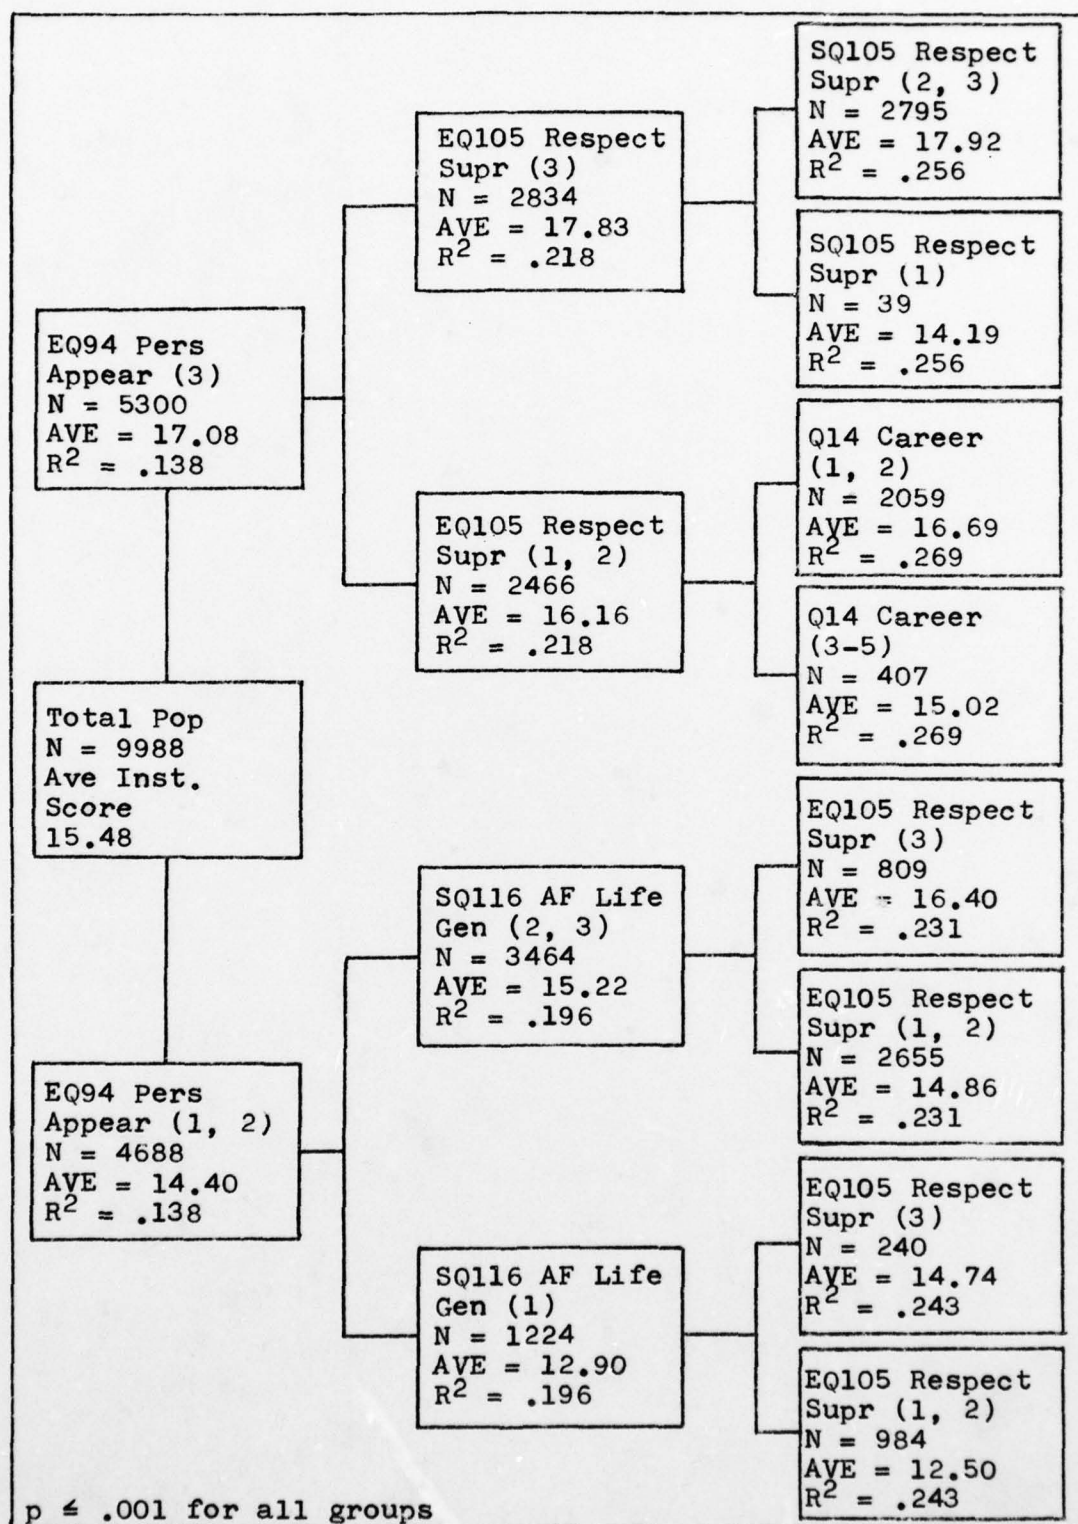 SQ105 Respect
Supr (2, 3)
N = 2795
AVE = 17.92
R² = .256
EQ105 Respect
Supr (3)
N = 2834
AVE = 17.83
R² = .218
SQ105 Respect
Supr (1)
N = 39
AVE = 14.19
R² = .256
EQ94 Pers
Appear (3)
N = 5300
AVE = 17.08
R² = .138
Q14 Career
(1, 2)
N = 2059
AVE = 16.69
R² = .269
EQ105 Respect
Supr (1, 2)
N = 2466
AVE = 16.16
R² = .218
Q14 Career
(3-5)
N = 407
AVE = 15.02
R² = .269
Total Pop
N = 9988
Ave Inst.
Score
15.48
EQ105 Respect
Supr (3)
N = 809
AVE = 16.40
R² = .231
SQ116 AF Life
Gen (2, 3)
N = 3464
AVE = 15.22
R² = .196
EQ105 Respect
Supr (1, 2)
N = 2655
AVE = 14.86
R² = .231
EQ94 Pers
Appear (1, 2)
N = 4688
AVE = 14.40
R² = .138
EQ105 Respect
Supr (3)
N = 240
AVE = 14.74
R² = .243
SQ116 AF Life
Gen (1)
N = 1224
AVE = 12.90
R² = .196
EQ105 Respect
Supr (1, 2)
N = 984
AVE = 12.50
R² = .243
p ≤ .001 for all groups